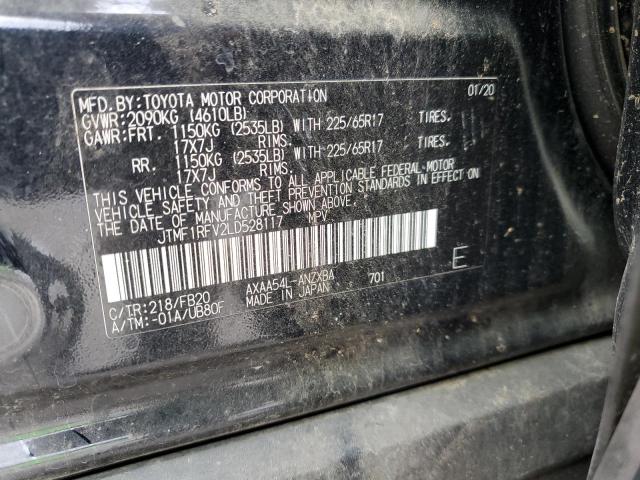 MFD. BY: TOYOTA MOTOR CORPORATION 01/20
GVWR: 2090KG (4610LB)
GAWR: FRT. 1150KG (2535LB) WITH 225/65R17 TIRES.
17X7J RIMS.
RR. 1150KG (2535LB) WITH 225/65R17 TIRES.
17X7J RIMS.
THIS VEHICLE CONFORMS TO ALL APPLICABLE FEDERAL MOTOR
VEHICLE SAFETY AND THEFT PREVENTION STANDARDS IN EFFECT ON
THE DATE OF MANUFACTURE SHOWN ABOVE.
JTMF1RFV2LD528117 MPV
E
C/TR: 218/FB20 AXAA54L-ANZXBA 701
A/TM: -01A/UB80F MADE IN JAPAN